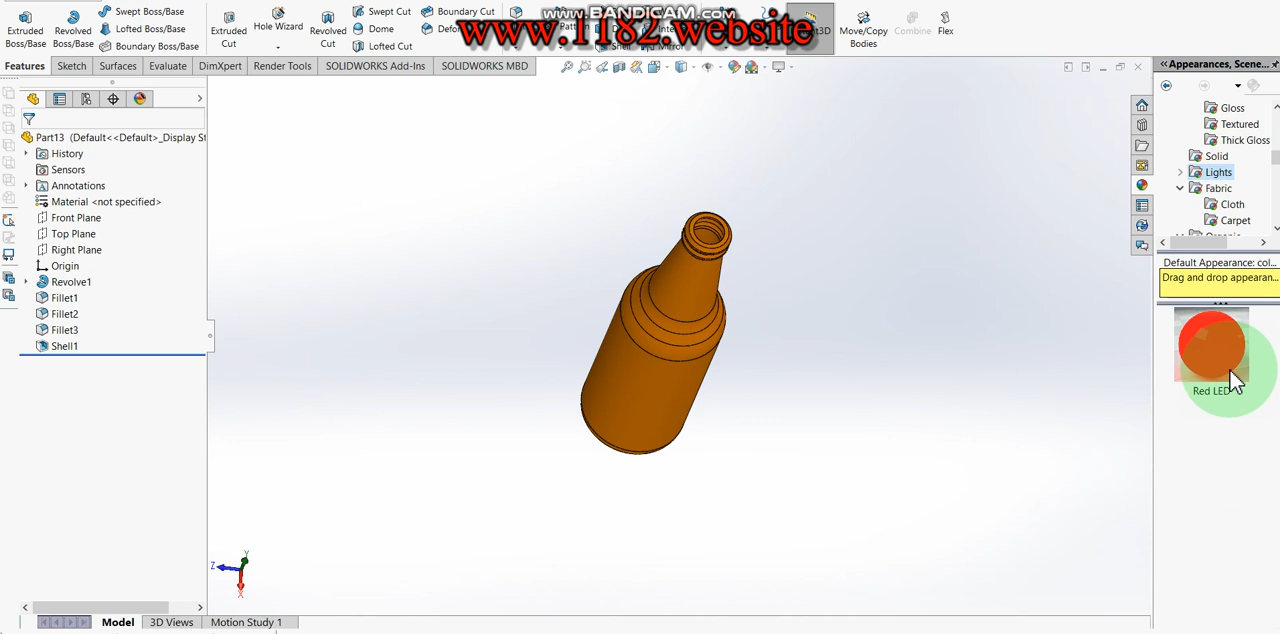 Swept Boss/Base
Lofted Boss/Base
Boundary Boss/Base
Extruded Boss/Base
Revolved Boss/Base
Extruded Cut
Hole Wizard
Revolved Cut
Swept Cut
Dome
Lofted Cut
Boundary Cut
www.BANDICAM.com
www.1182.website
Move/Copy Bodies
Combine
Flex
Features
Sketch
Surfaces
Evaluate
DimXpert
Render Tools
SOLIDWORKS Add-Ins
SOLIDWORKS MBD
Part13 (Default<<Default>_Display St
History
Sensors
Annotations
Material <not specified>
Front Plane
Top Plane
Right Plane
Origin
Revolve1
Fillet1
Fillet2
Fillet3
Shell1
Y
Z
X
Model
3D Views
Motion Study 1
Appearances, Scene...
Gloss
Textured
Thick Gloss
Solid
Lights
Fabric
Cloth
Carpet
Default Appearance: col...
Drag and drop appearan...
Red LED